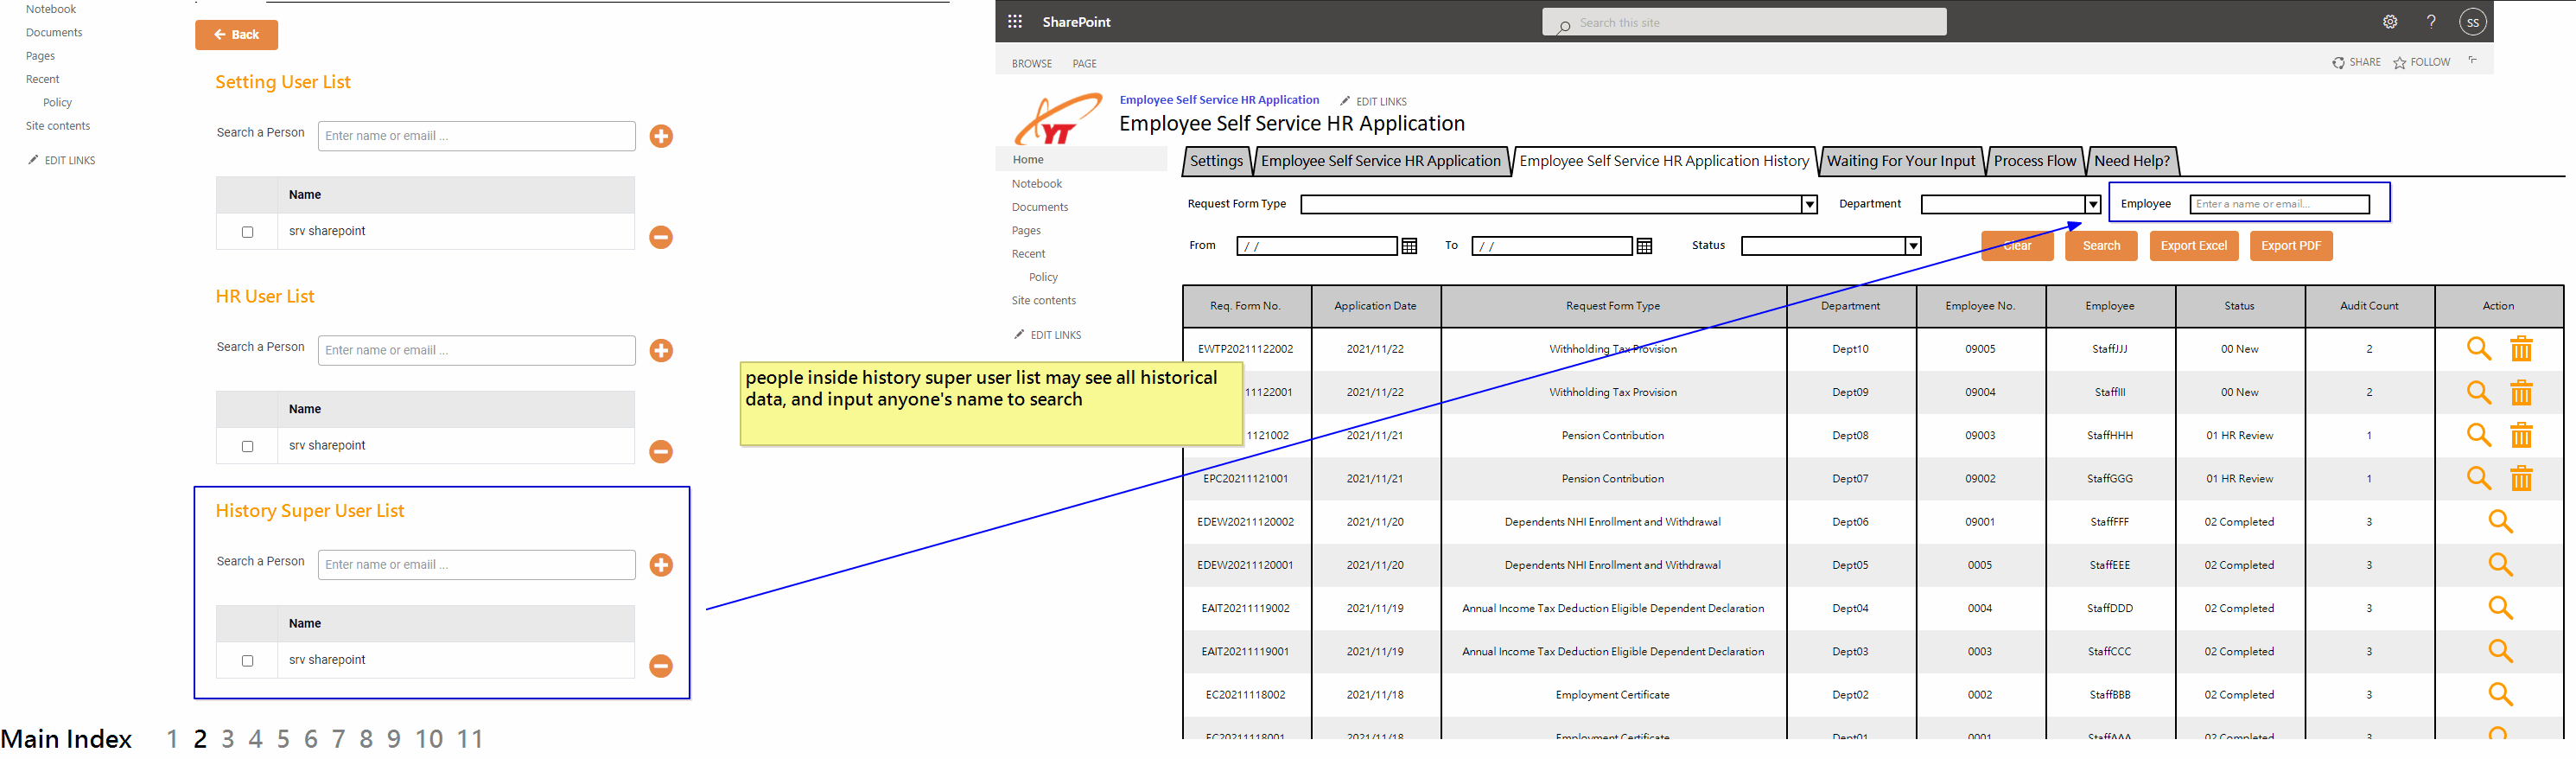 Notebook
Documents
Pages
Recent
Policy
Site contents
EDIT LINKS
Back
Setting User List
Search a Person
Enter name or emaiil ...
Name
srv sharepoint
HR User List
Search a Person
Enter name or emaiil ...
Name
srv sharepoint
History Super User List
Search a Person
Enter name or emaiil ...
Name
srv sharepoint
Main Index 1 2 3 4 5 6 7 8 9 10 11
people inside history super user list may see all historical
data, and input anyone's name to search
SharePoint
Search this site
?
SS
BROWSE PAGE
SHARE FOLLOW
YT
Employee Self Service HR Application EDIT LINKS
Employee Self Service HR Application
Home
Notebook
Documents
Pages
Recent
Policy
Site contents
EDIT LINKS
Settings Employee Self Service HR Application Employee Self Service HR Application History Waiting For Your Input Process Flow Need Help?
Request Form Type Department Employee Enter a name or email...
From / / To / / Status Clear Search Export Excel Export PDF
Req. Form No. Application Date Request Form Type Department Employee No. Employee Status Audit Count Action
EWTP20211122002 2021/11/22 Withholding Tax Provision Dept10 09005 StaffJJJ 00 New 2
1122001 2021/11/22 Withholding Tax Provision Dept09 09004 StaffIII 00 New 2
1121002 2021/11/21 Pension Contribution Dept08 09003 StaffHHH 01 HR Review 1
EPC20211121001 2021/11/21 Pension Contribution Dept07 09002 StaffGGG 01 HR Review 1
EDEW20211120002 2021/11/20 Dependents NHI Enrollment and Withdrawal Dept06 09001 StaffFFF 02 Completed 3
EDEW20211120001 2021/11/20 Dependents NHI Enrollment and Withdrawal Dept05 0005 StaffEEE 02 Completed 3
EAIT20211119002 2021/11/19 Annual Income Tax Deduction Eligible Dependent Declaration Dept04 0004 StaffDDD 02 Completed 3
EAIT20211119001 2021/11/19 Annual Income Tax Deduction Eligible Dependent Declaration Dept03 0003 StaffCCC 02 Completed 3
EC20211118002 2021/11/18 Employment Certificate Dept02 0002 StaffBBB 02 Completed 3
EC20211118001 2021/11/18 Employment Certificate Dept01 0001 StaffAAA 02 Completed 3